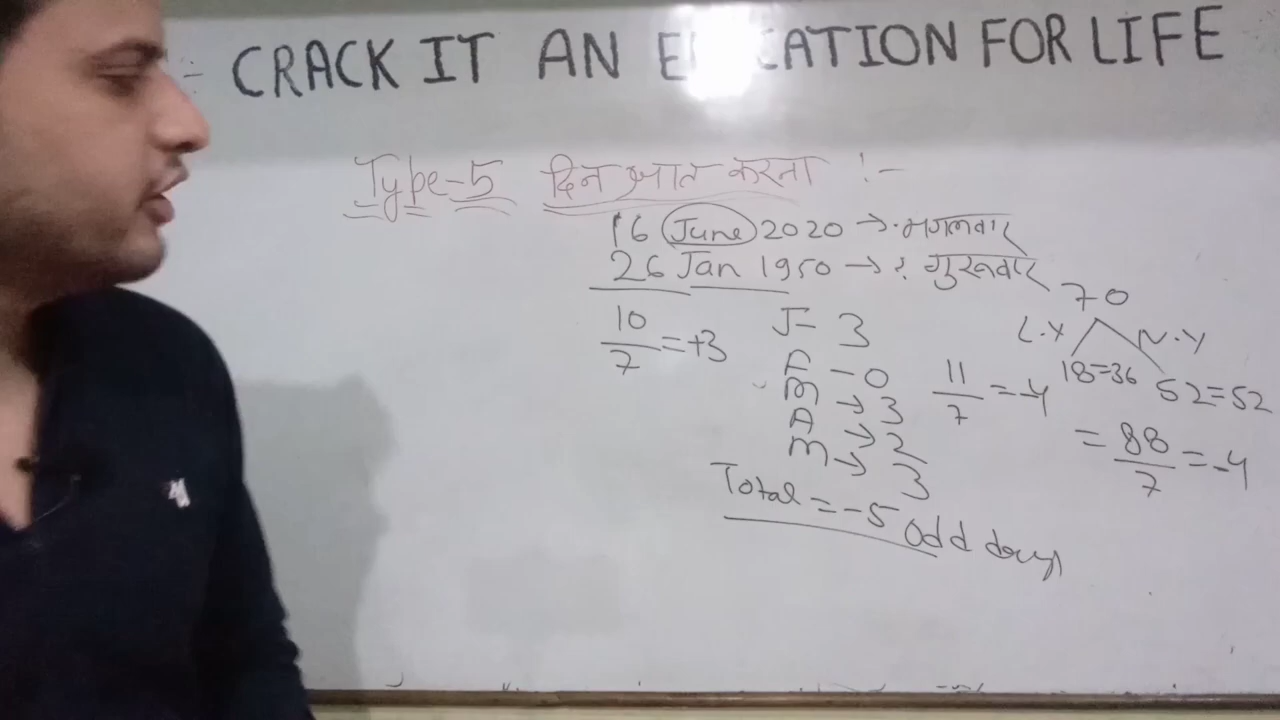 :- CRACK IT AN E CATION FOR LIFE
Type-5 दिन ज्ञात करना :-
16 June 2020 → मगलवार
26 Jan 1950 → ? गुरूवार
10/7 = +3
J - 3
F - 0
M → 3
A → 2
M → 3
11/7 = -4
70
L.Y N.Y
18=36 52=52
= 88/7 = -4
Total = -5 odd days